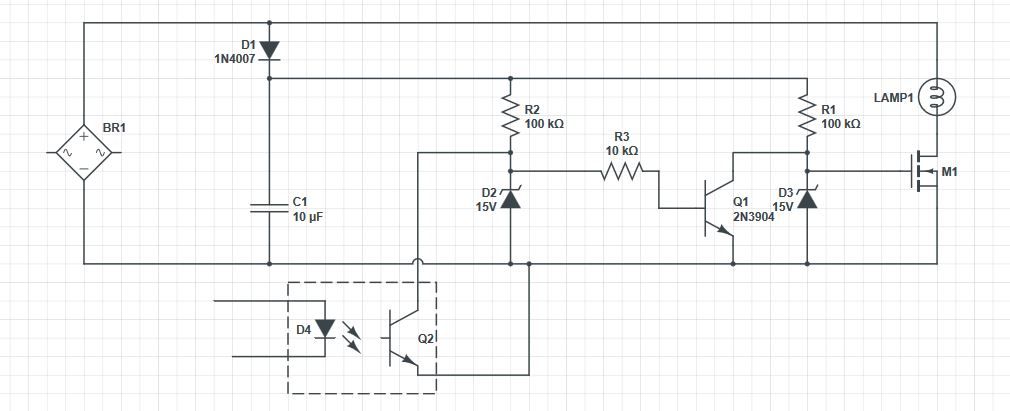 D1
1N4007
BR1
R2
100 kΩ
R1
100 kΩ
LAMP1
R3
10 kΩ
M1
D2
15V
D3
15V
Q1
2N3904
C1
10 µF
D4
Q2